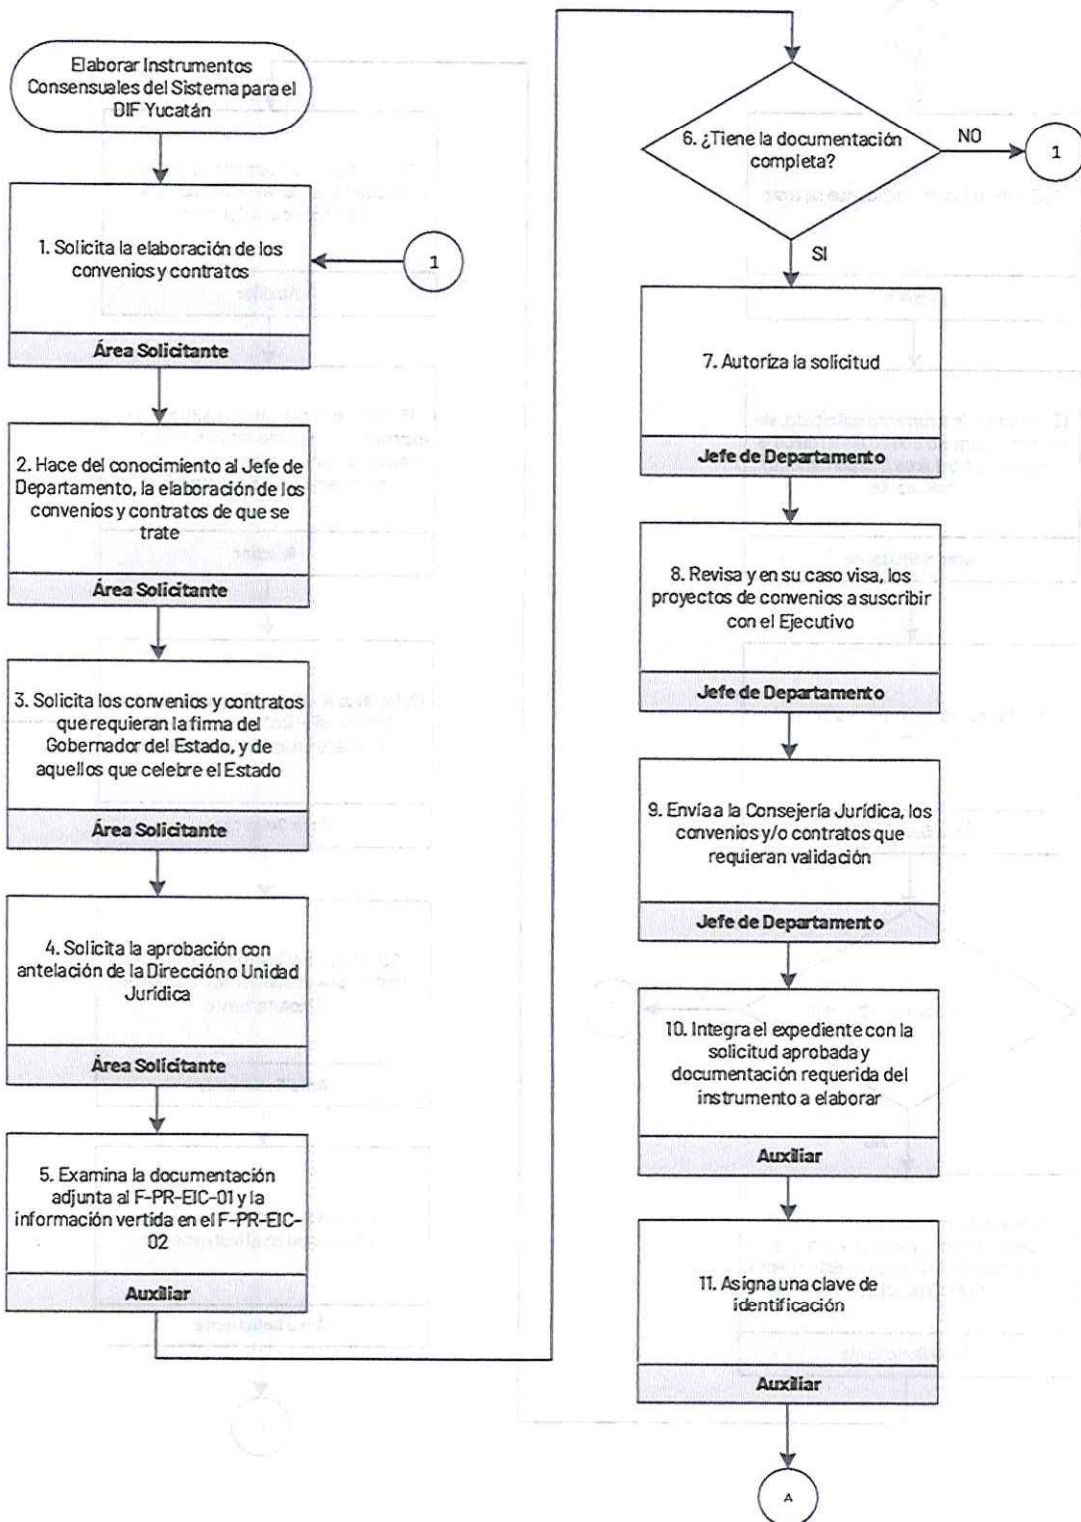 Elaborar Instrumentos
Consensuales del Sistema para el
DIF Yucatán
1. Solicita la elaboración de los
convenios y contratos
Área Solicitante
1
2. Hace del conocimiento al Jefe de
Departamento, la elaboración de los
convenios y contratos de que se
trate
Área Solicitante
3. Solicita los convenios y contratos
que requieran la firma del
Gobernador del Estado, y de
aquellos que celebre el Estado
Área Solicitante
4. Solicita la aprobación con
antelación de la Dirección o Unidad
Jurídica
Área Solicitante
5. Examina la documentación
adjunta al F-PR-EIC-01 y la
información vertida en el F-PR-EIC-
02
Auxiliar
6. ¿Tiene la documentación
completa?
NO
1
SI
7. Autoriza la solicitud
Jefe de Departamento
8. Revisa y en su caso visa, los
proyectos de convenios a suscribir
con el Ejecutivo
Jefe de Departamento
9. Envía a la Consejería Jurídica, los
convenios y/o contratos que
requieran validación
Jefe de Departamento
10. Integra el expediente con la
solicitud aprobada y
documentación requerida del
instrumento a elaborar
Auxiliar
11. Asigna una clave de
identificación
Auxiliar
A